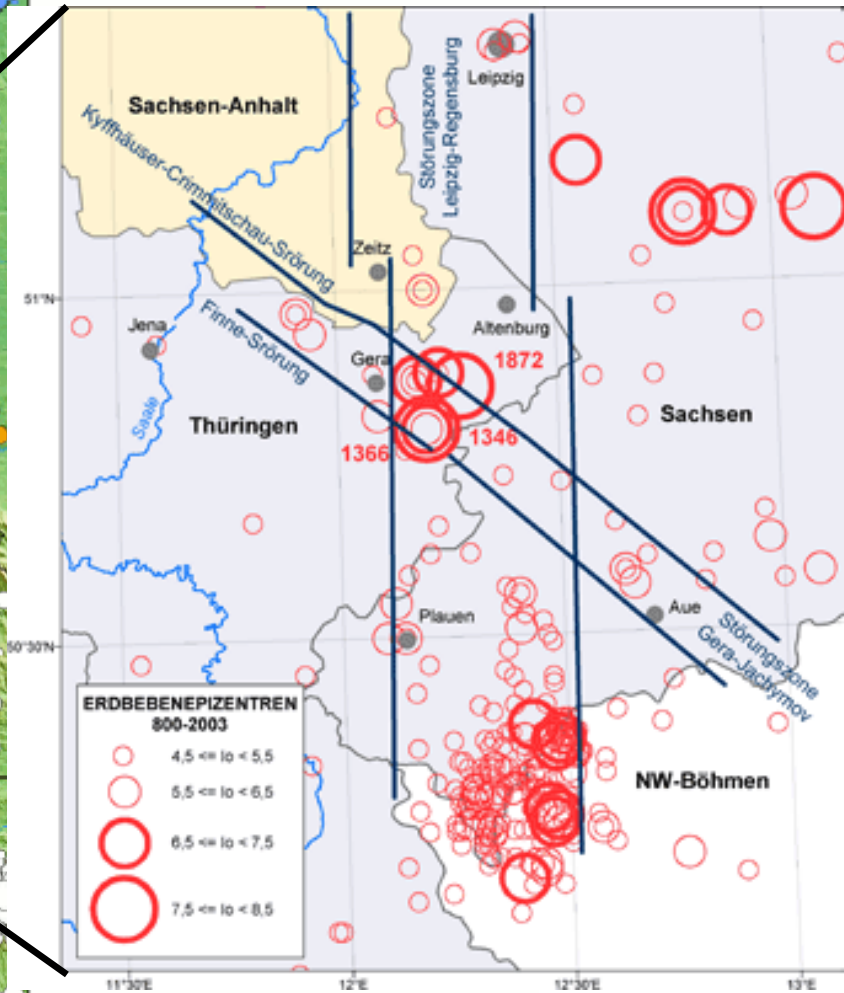 Leipzig
Störungszone
Leipzig-Regensburg
Sachsen-Anhalt
Kyffhäuser-Crimmitschau-Srörung
Zeitz
51°N
Altenburg
Jena
Finne-Srörung
Gera
1872
Saale
Thüringen
Sachsen
1366
1346
Plauen
Aue
Störungszone
Gera-Jachymov
50°30'N
ERDBEBENEPIZENTREN
800-2003
4,5 <= Io < 5,5
5,5 <= Io < 6,5
6,5 <= Io < 7,5
7,5 <= Io < 8,5
NW-Böhmen
11°30'E
12°E
12°30'E
13°E